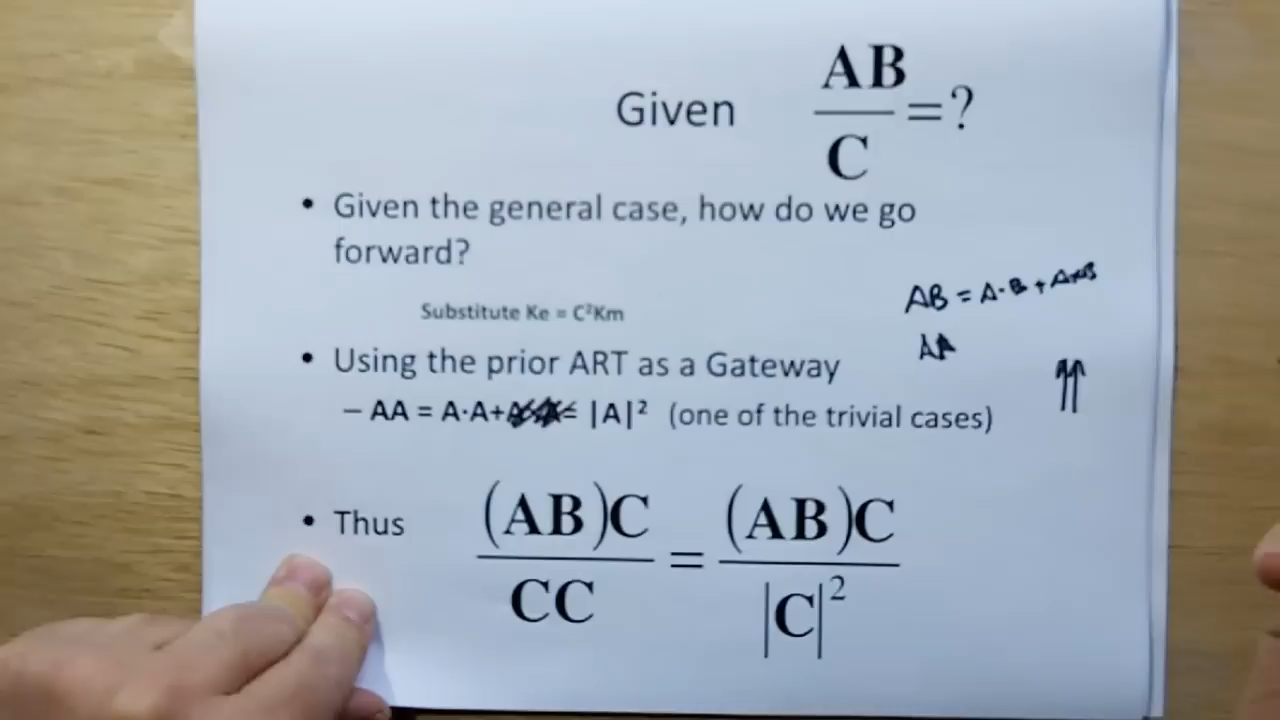 Given AB/C =?
• Given the general case, how do we go
forward?
AB = A·B + A×B
Substitute Ke = C²Km
AA
• Using the prior ART as a Gateway
– AA = A·A+ = |A|² (one of the trivial cases)
• Thus (AB)C/CC = (AB)C/|C|²